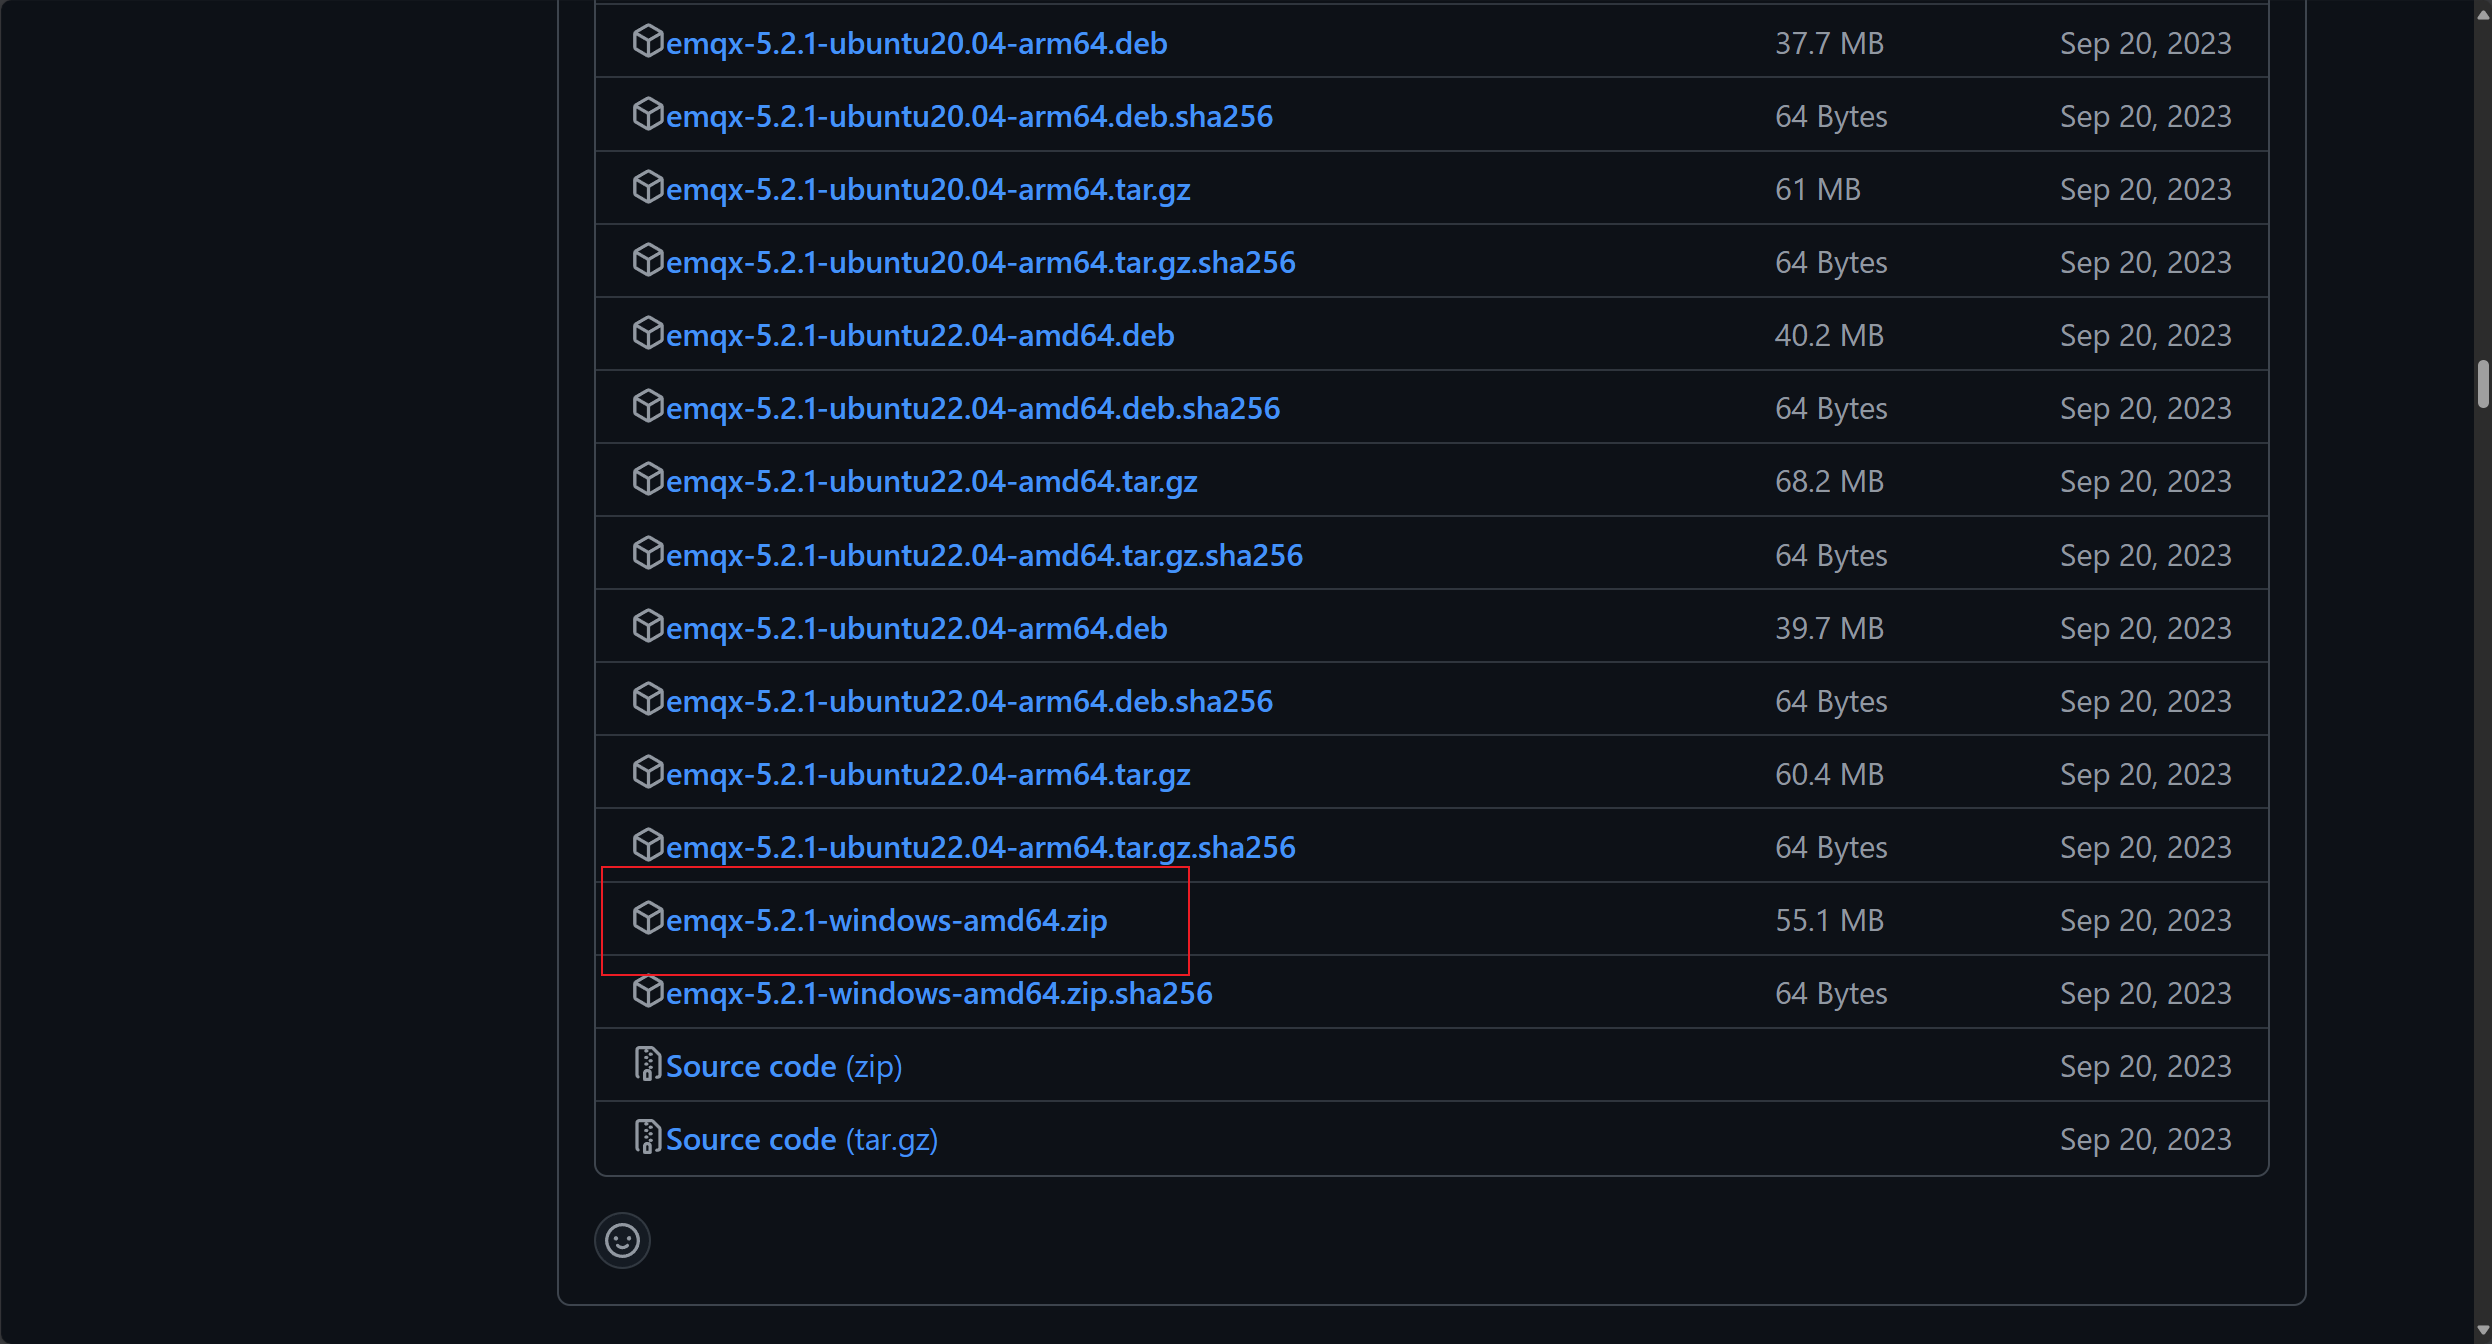 emqx-5.2.1-ubuntu20.04-arm64.deb 37.7 MB Sep 20, 2023
emqx-5.2.1-ubuntu20.04-arm64.deb.sha256 64 Bytes Sep 20, 2023
emqx-5.2.1-ubuntu20.04-arm64.tar.gz 61 MB Sep 20, 2023
emqx-5.2.1-ubuntu20.04-arm64.tar.gz.sha256 64 Bytes Sep 20, 2023
emqx-5.2.1-ubuntu22.04-amd64.deb 40.2 MB Sep 20, 2023
emqx-5.2.1-ubuntu22.04-amd64.deb.sha256 64 Bytes Sep 20, 2023
emqx-5.2.1-ubuntu22.04-amd64.tar.gz 68.2 MB Sep 20, 2023
emqx-5.2.1-ubuntu22.04-amd64.tar.gz.sha256 64 Bytes Sep 20, 2023
emqx-5.2.1-ubuntu22.04-arm64.deb 39.7 MB Sep 20, 2023
emqx-5.2.1-ubuntu22.04-arm64.deb.sha256 64 Bytes Sep 20, 2023
emqx-5.2.1-ubuntu22.04-arm64.tar.gz 60.4 MB Sep 20, 2023
emqx-5.2.1-ubuntu22.04-arm64.tar.gz.sha256 64 Bytes Sep 20, 2023
emqx-5.2.1-windows-amd64.zip 55.1 MB Sep 20, 2023
emqx-5.2.1-windows-amd64.zip.sha256 64 Bytes Sep 20, 2023
Source code (zip) Sep 20, 2023
Source code (tar.gz) Sep 20, 2023